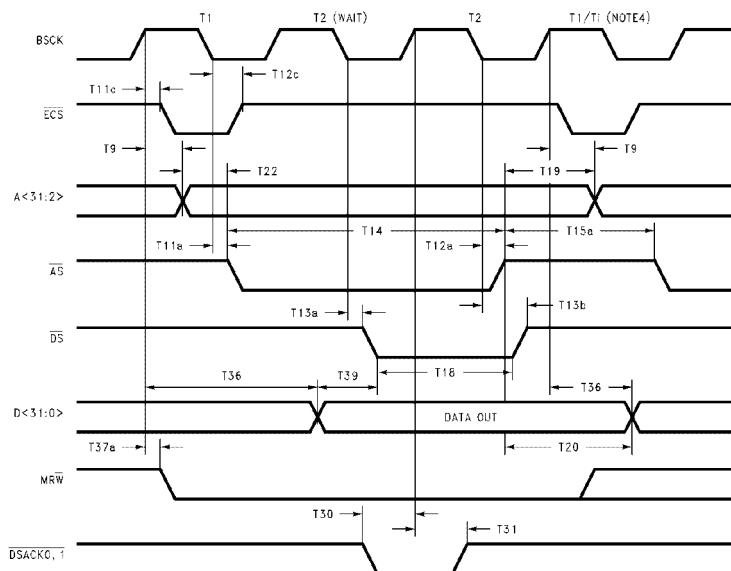 T1 T2 (WAIT) T2 T1/Ti (NOTE4)
BSCK
T11c T12c
ECS
T9 T22 T19 T9
A<31:2>
T14 T15a
T11a T12a
AS
T13a T13b
DS
T36 T39 T18 T36
D<31:0> DATA OUT
T37a T20
MRW
T30 T31
DSACK0, 1